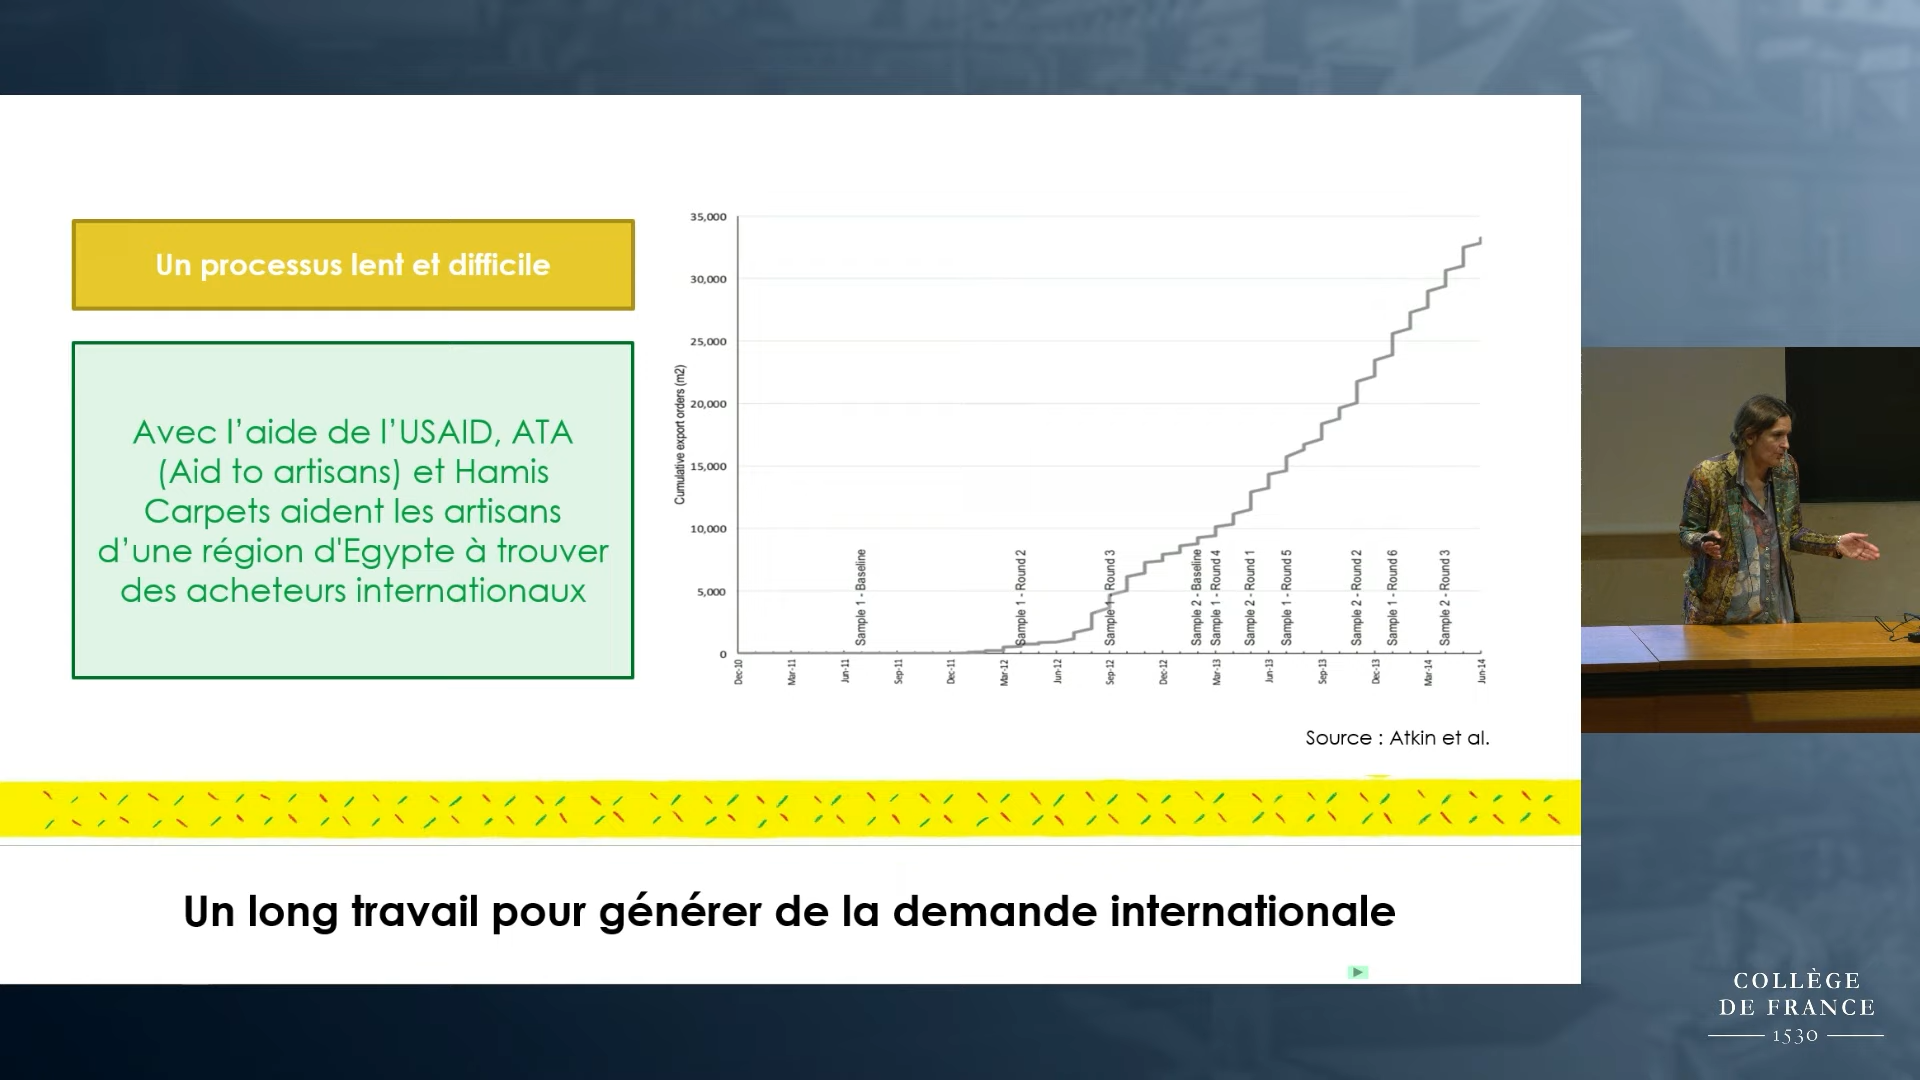 Un processus lent et difficile
Avec l’aide de l’USAID, ATA
(Aid to artisans) et Hamis
Carpets aident les artisans
d’une région d'Egypte à trouver
des acheteurs internationaux
35,000
30,000
25,000
20,000
15,000
10,000
5,000
0
Cumulative export orders (m2)
Sample 1 - Baseline
Sample 1 - Round 2
Sample 1 - Round 3
Sample 2 - Baseline
Sample 1 - Round 4
Sample 2 - Round 1
Sample 1 - Round 5
Sample 2 - Round 2
Sample 1 - Round 6
Sample 2 - Round 3
Dec-10
Mar-11
Jun-11
Sep-11
Dec-11
Mar-12
Jun-12
Sep-12
Dec-12
Mar-13
Jun-13
Sep-13
Dec-13
Mar-14
Jun-14
Source : Atkin et al.
Un long travail pour générer de la demande internationale
COLLÈGE
DE FRANCE
1530